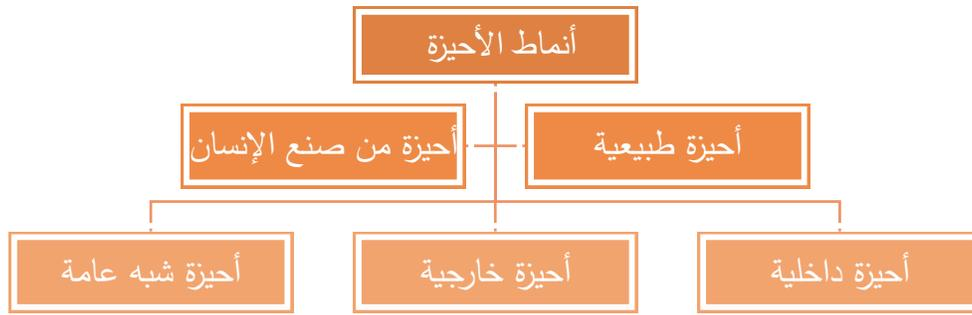 أنماط الأحيزة
أحيزة طبيعية
أحيزة من صنع الإنسان
أحيزة داخلية
أحيزة خارجية
أحيزة شبه عامة